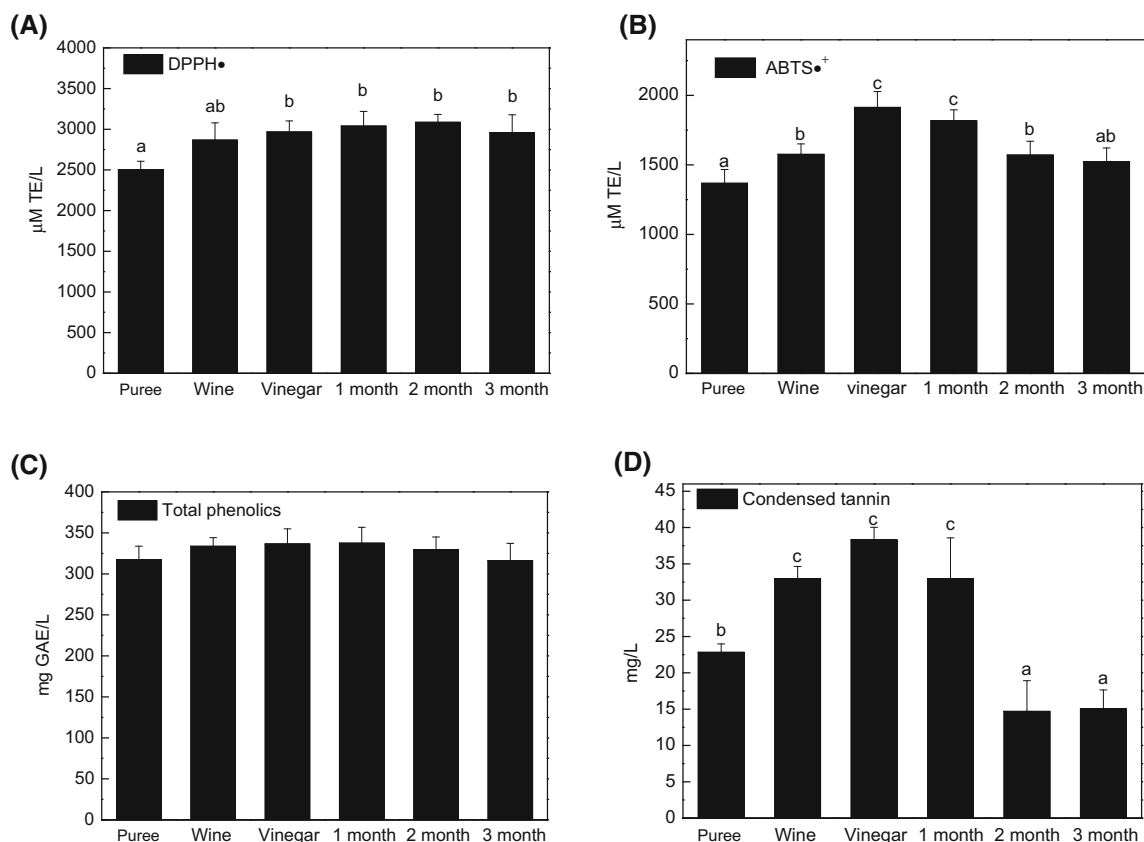 (A)
DPPH•
4000
3500
3000
2500
2000
1500
1000
500
0
µM TE/L
a
ab
b
b
b
b
Puree Wine Vinegar 1 month 2 month 3 month
(B)
ABTS•+
2000
1500
1000
500
0
µM TE/L
a
b
c
c
b
ab
Puree Wine vinegar 1 month 2 month 3 month
(C)
Total phenolics
400
350
300
250
200
150
100
50
0
mg GAE/L
Puree Wine Vinegar 1 month 2 month 3 month
(D)
Condensed tannin
45
40
35
30
25
20
15
10
5
0
mg/L
b
c
c
c
a
a
Puree Wine Vinegar 1 month 2 month 3 month